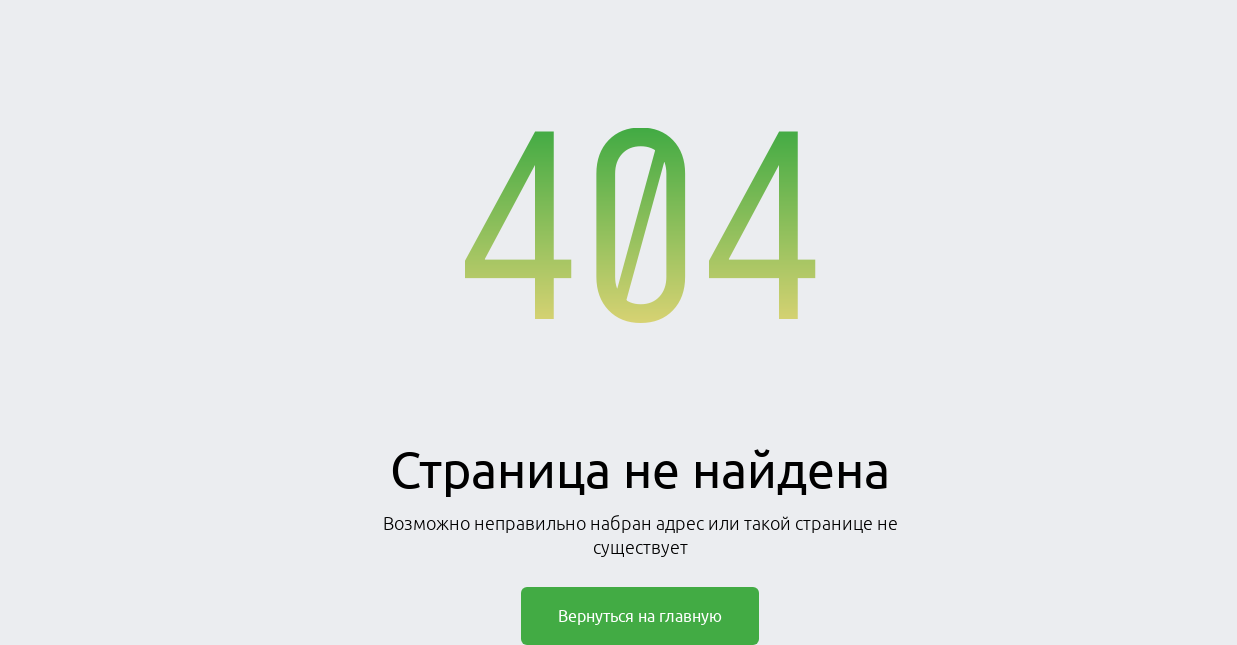 404
Страница не найдена
Возможно неправильно набран адрес или такой странице не
существует
Вернуться на главную